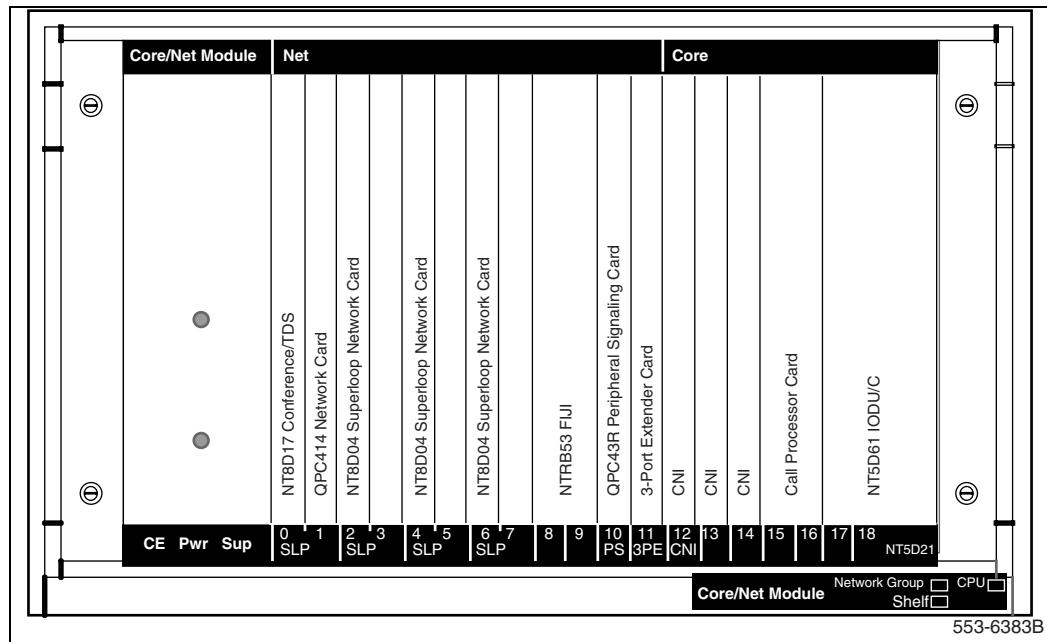 Core/Net Module Net Core
NT8D17 Conference/TDS
QPC414 Network Card
NT8D04 Superloop Network Card
NT8D04 Superloop Network Card
NT8D04 Superloop Network Card
NTRB53 FIJI
QPC43R Peripheral Signaling Card
3-Port Extender Card
CNI
CNI
CNI
Call Processor Card
NT5D61 IODU/C
CE Pwr Sup
0 1 2 3 4 5 6 7 8 9 10 11 12 13 14 15 16 17 18
SLP SLP SLP SLP PS 3PE CNI NT5D21
Core/Net Module
Network Group CPU
Shelf
553-6383B